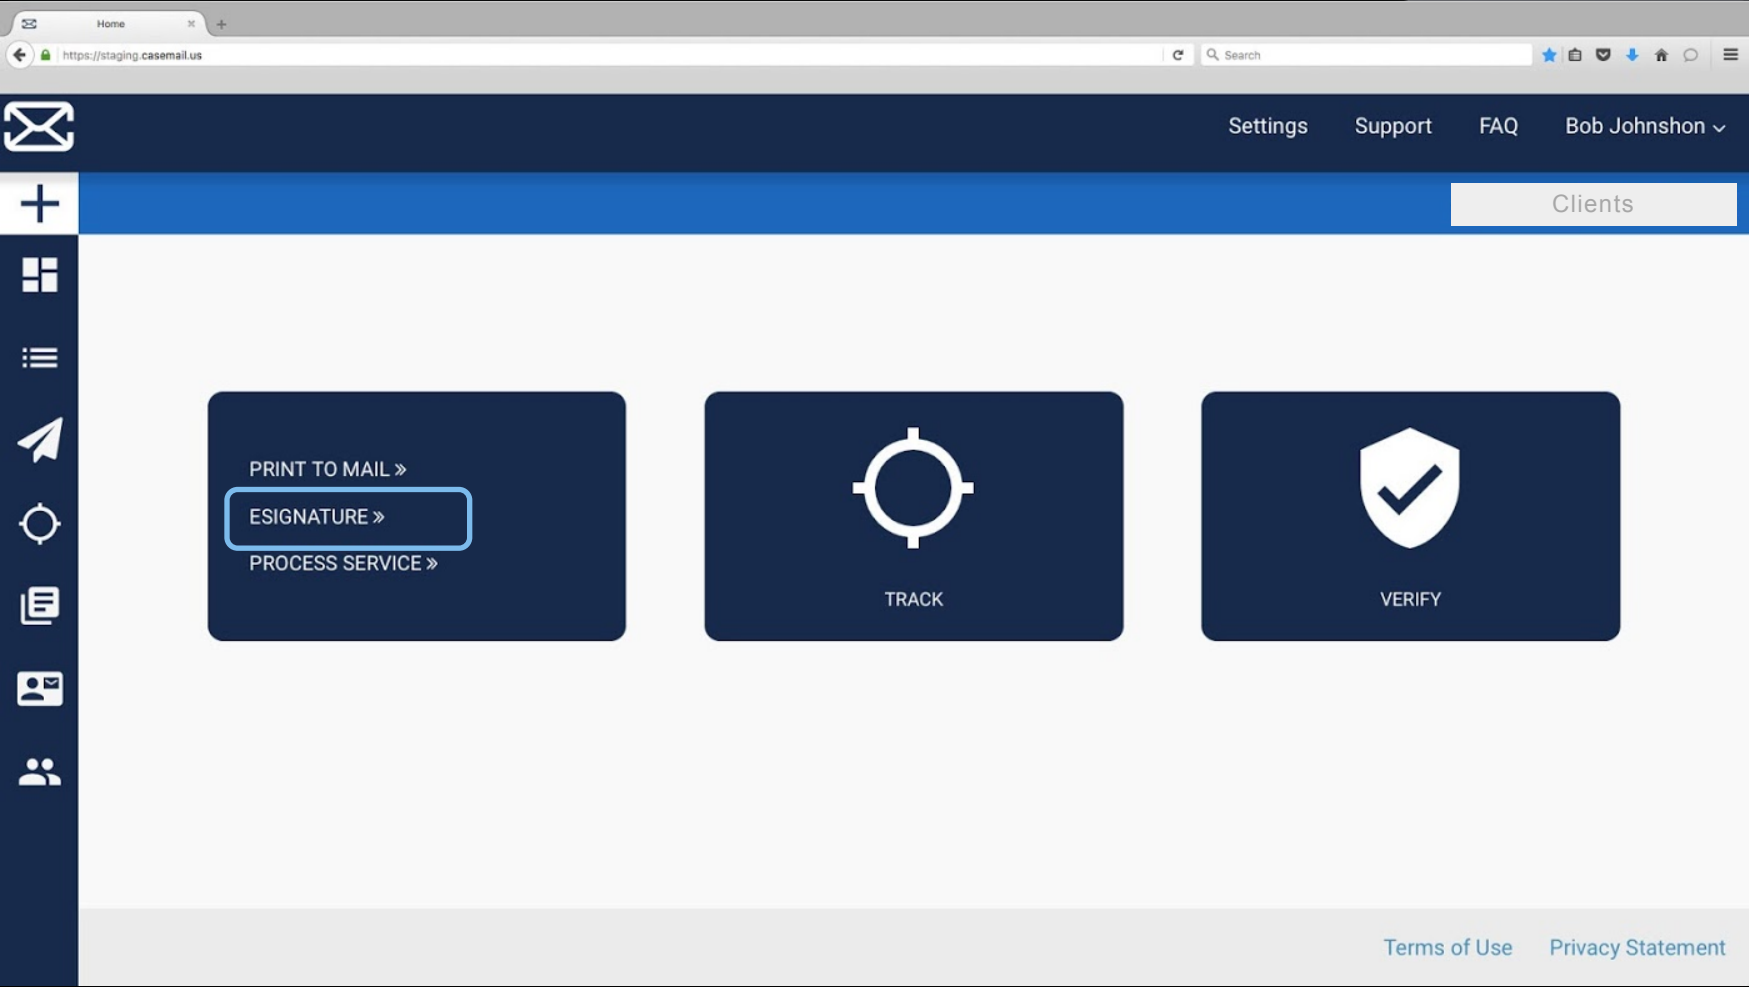 Home
https://staging.casemail.us
Search
Settings Support FAQ Bob Johnshon
Clients
PRINT TO MAIL »
ESIGNATURE »
PROCESS SERVICE »
TRACK
VERIFY
Terms of Use Privacy Statement